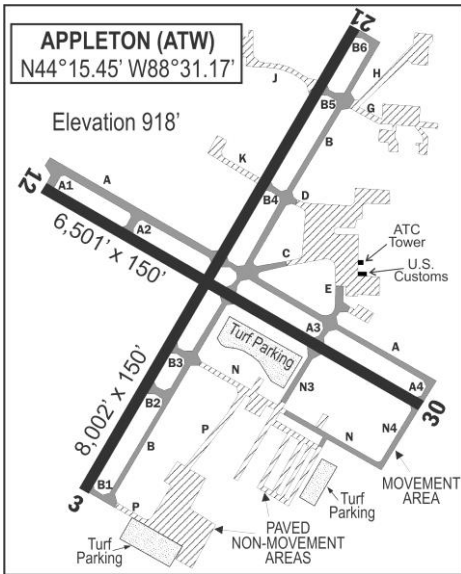 APPLETON (ATW)
N44°15.45' W88°31.17'
Elevation 918'
21
B6
H
J
B5
G
B
K
B4
D
12
A1
A
A2
6,501' x 150'
C
ATC
Tower
U.S.
Customs
E
A3
Turf Parking
A
8,002' x 150'
B3
N
N3
A4
30
B2
P
N4
B
N
B1
3
P
MOVEMENT
AREA
Turf
Parking
PAVED
NON-MOVEMENT
AREAS
Turf
Parking